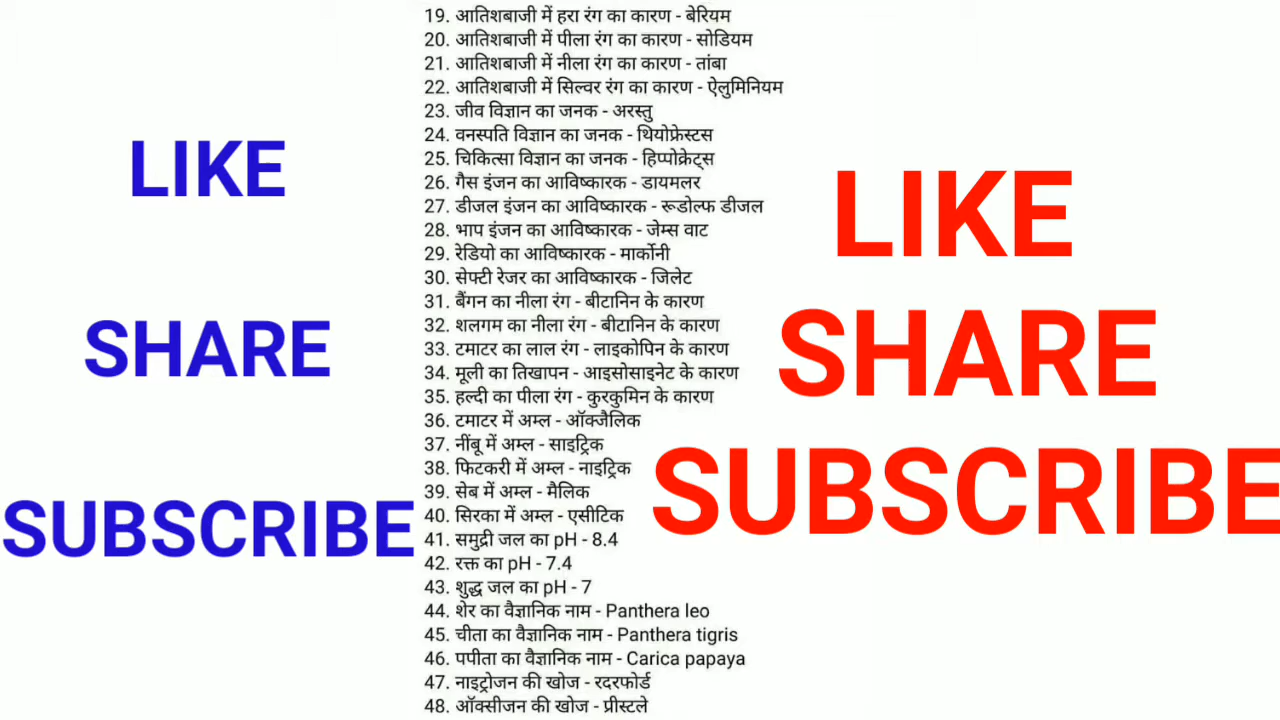 LIKE
SHARE
SUBSCRIBE
19. आतिशबाजी में हरा रंग का कारण - बेरियम
20. आतिशबाजी में पीला रंग का कारण - सोडियम
21. आतिशबाजी में नीला रंग का कारण - तांबा
22. आतिशबाजी में सिल्वर रंग का कारण - ऐलुमिनियम
23. जीव विज्ञान का जनक - अरस्तु
24. वनस्पति विज्ञान का जनक - थियोफ्रेस्टस
25. चिकित्सा विज्ञान का जनक - हिप्पोक्रेट्स
26. गैस इंजन का आविष्कारक - डायमलर
27. डीजल इंजन का आविष्कारक - रूडोल्फ डीजल
28. भाप इंजन का आविष्कारक - जेम्स वाट
29. रेडियो का आविष्कारक - मार्कोनी
30. सेफ्टी रेजर का आविष्कारक - जिलेट
31. बैंगन का नीला रंग - बीटानिन के कारण
32. शलगम का नीला रंग - बीटानिन के कारण
33. टमाटर का लाल रंग - लाइकोपिन के कारण
34. मूली का तिखापन - आइसोसाइनेट के कारण
35. हल्दी का पीला रंग - कुरकुमिन के कारण
36. टमाटर में अम्ल - ऑक्जैलिक
37. नींबू में अम्ल - साइट्रिक
38. फिटकरी में अम्ल - नाइट्रिक
39. सेब में अम्ल - मैलिक
40. सिरका में अम्ल - एसीटिक
41. समुद्री जल का pH - 8.4
42. रक्त का pH - 7.4
43. शुद्ध जल का pH - 7
44. शेर का वैज्ञानिक नाम - Panthera leo
45. चीता का वैज्ञानिक नाम - Panthera tigris
46. पपीता का वैज्ञानिक नाम - Carica papaya
47. नाइट्रोजन की खोज - रदरफोर्ड
48. ऑक्सीजन की खोज - प्रीस्टले
LIKE
SHARE
SUBSCRIBE